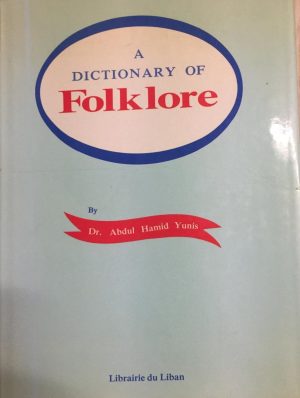 A
DICTIONARY OF
Folklore
By
Dr. Abdul Hamid Yunis
Librairie du Liban